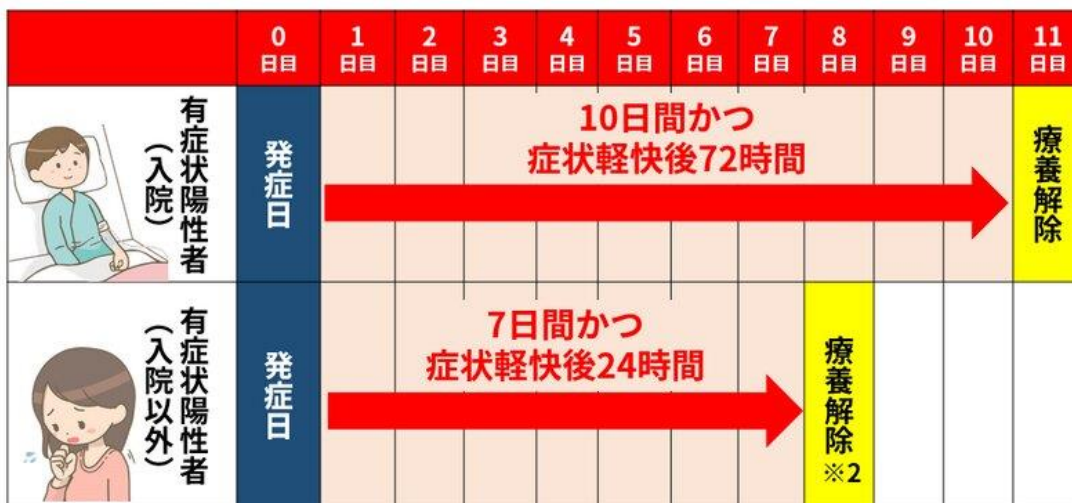 0 1 2 3 4 5 6 7 8 9 10 11
日目 日目 日目 日目 日目 日目 日目 日目 日目 日目 日目 日目
有症状陽性者
（入院）
発症日
10日間かつ
症状軽快後72時間
療養解除
有症状陽性者
（入院以外）
発症日
7日間かつ
症状軽快後24時間
療養解除
※2